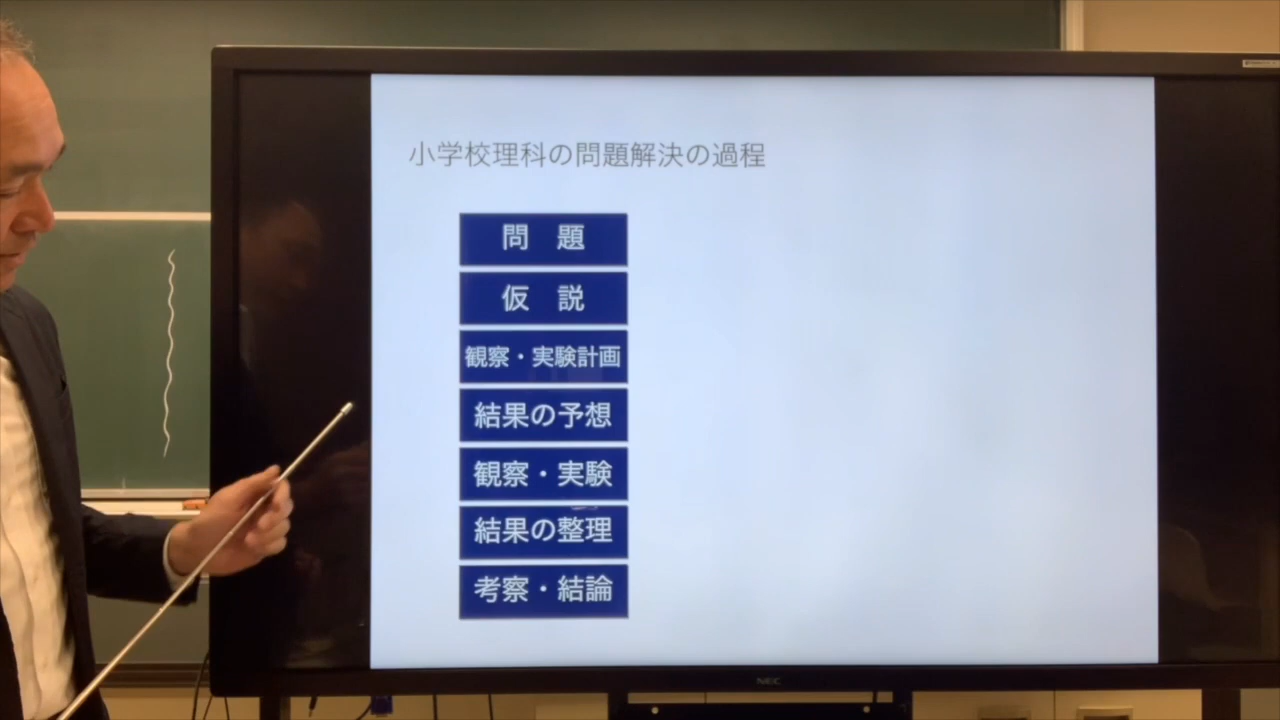 小学校理科の問題解決の過程
問　題
仮　説
観察・実験計画
結果の予想
観察・実験
結果の整理
考察・結論
NEC